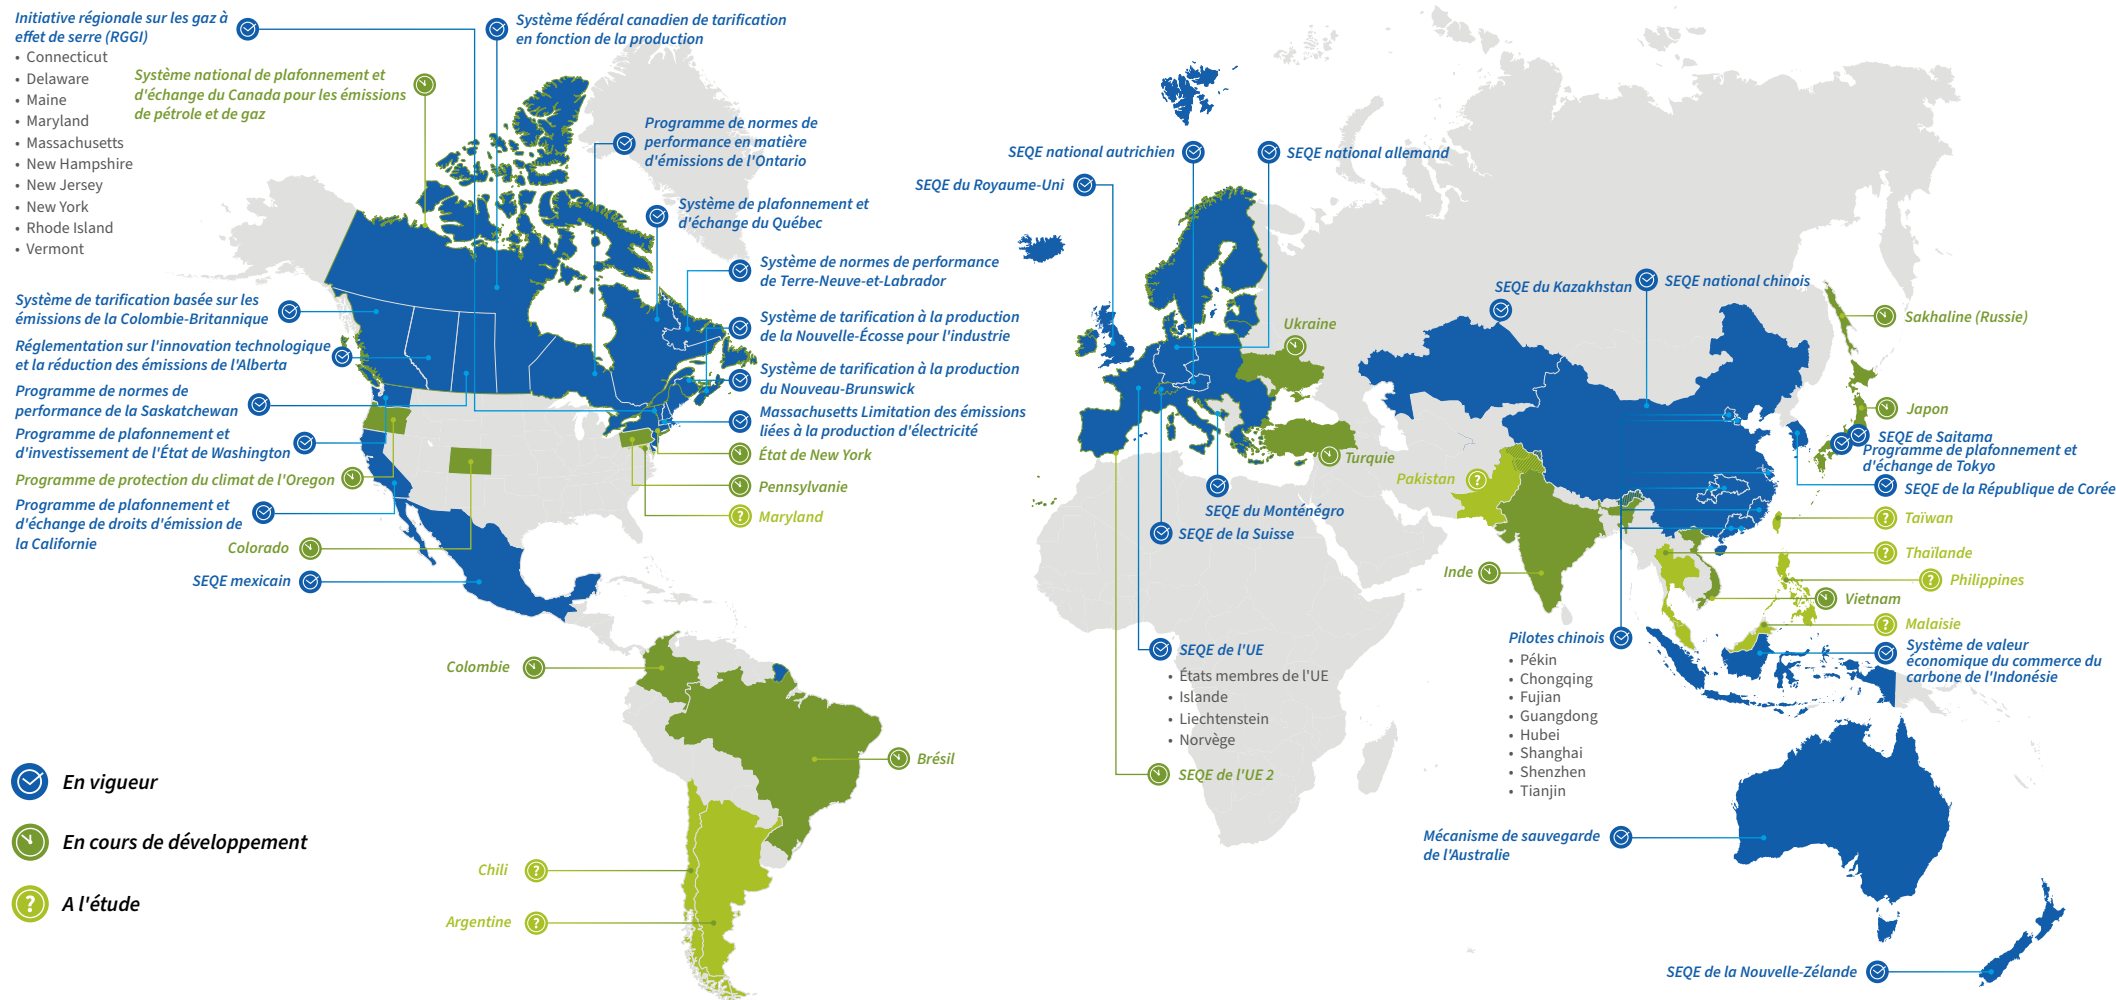 Initiative régionale sur les gaz à
effet de serre (RGGI)
• Connecticut
• Delaware
• Maine
• Maryland
• Massachusetts
• New Hampshire
• New Jersey
• New York
• Rhode Island
• Vermont
Système fédéral canadien de tarification
en fonction de la production
Système national de plafonnement et
d'échange du Canada pour les émissions
de pétrole et de gaz
Programme de normes de
performance en matière
d'émissions de l'Ontario
Système de plafonnement et
d'échange du Québec
Système de normes de performance
de Terre-Neuve-et-Labrador
Système de tarification à la production
de la Nouvelle-Écosse pour l'industrie
Système de tarification à la production
du Nouveau-Brunswick
Massachusetts Limitation des émissions
liées à la production d'électricité
État de New York
Pennsylvanie
Maryland
Système de tarification basée sur les
émissions de la Colombie-Britannique
Réglementation sur l'innovation technologique
et la réduction des émissions de l'Alberta
Programme de normes de
performance de la Saskatchewan
Programme de plafonnement et
d'investissement de l'État de Washington
Programme de protection du climat de l'Oregon
Programme de plafonnement et
d'échange de droits d'émission de
la Californie
Colorado
SEQE mexicain
Colombie
Brésil
Chili
Argentine
En vigueur
En cours de développement
A l'étude
SEQE national autrichien
SEQE national allemand
SEQE du Royaume-Uni
Ukraine
Turquie
SEQE du Monténégro
SEQE de la Suisse
SEQE de l'UE
• États membres de l'UE
• Islande
• Liechtenstein
• Norvège
SEQE de l'UE 2
SEQE du Kazakhstan
SEQE national chinois
Pakistan
Inde
Pilotes chinois
• Pékin
• Chongqing
• Fujian
• Guangdong
• Hubei
• Shanghai
• Shenzhen
• Tianjin
Sakhaline (Russie)
Japon
SEQE de Saitama
Programme de plafonnement et
d'échange de Tokyo
SEQE de la République de Corée
Taïwan
Thaïlande
Philippines
Vietnam
Malaisie
Système de valeur
économique du commerce du
carbone de l'Indonésie
Mécanisme de sauvegarde
de l'Australie
SEQE de la Nouvelle-Zélande